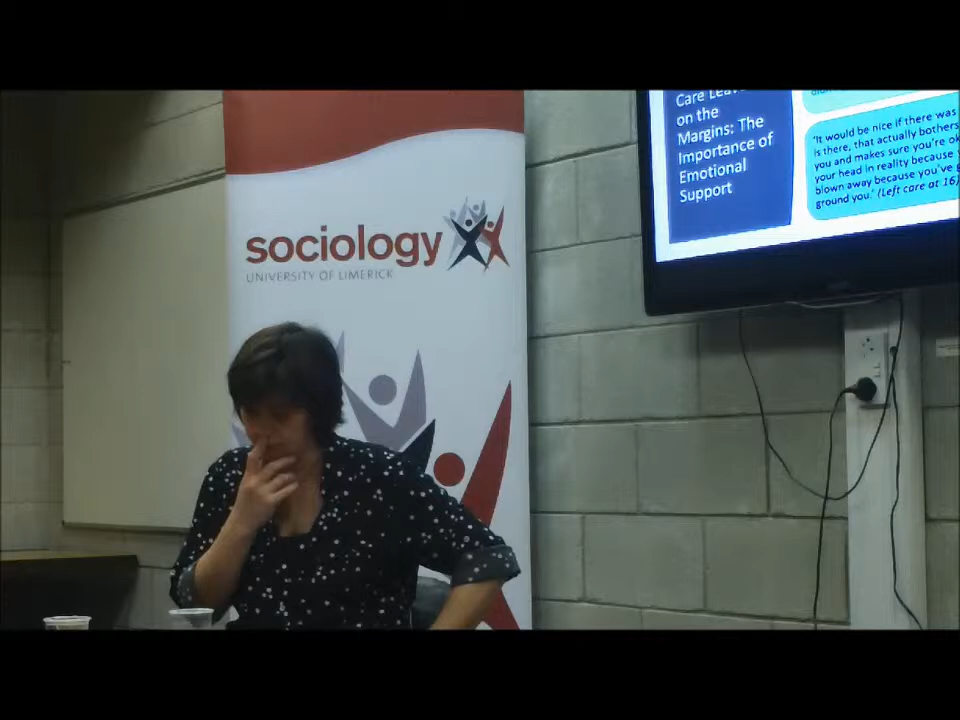 sociology
UNIVERSITY OF LIMERICK
Care
on the
Margins: The
Importance of
Emotional
Support
'It would be nice if there was
is there, that actually bothers
you and makes sure you're
your head in reality because
blown away because you've
ground you.' (Left care at 16)